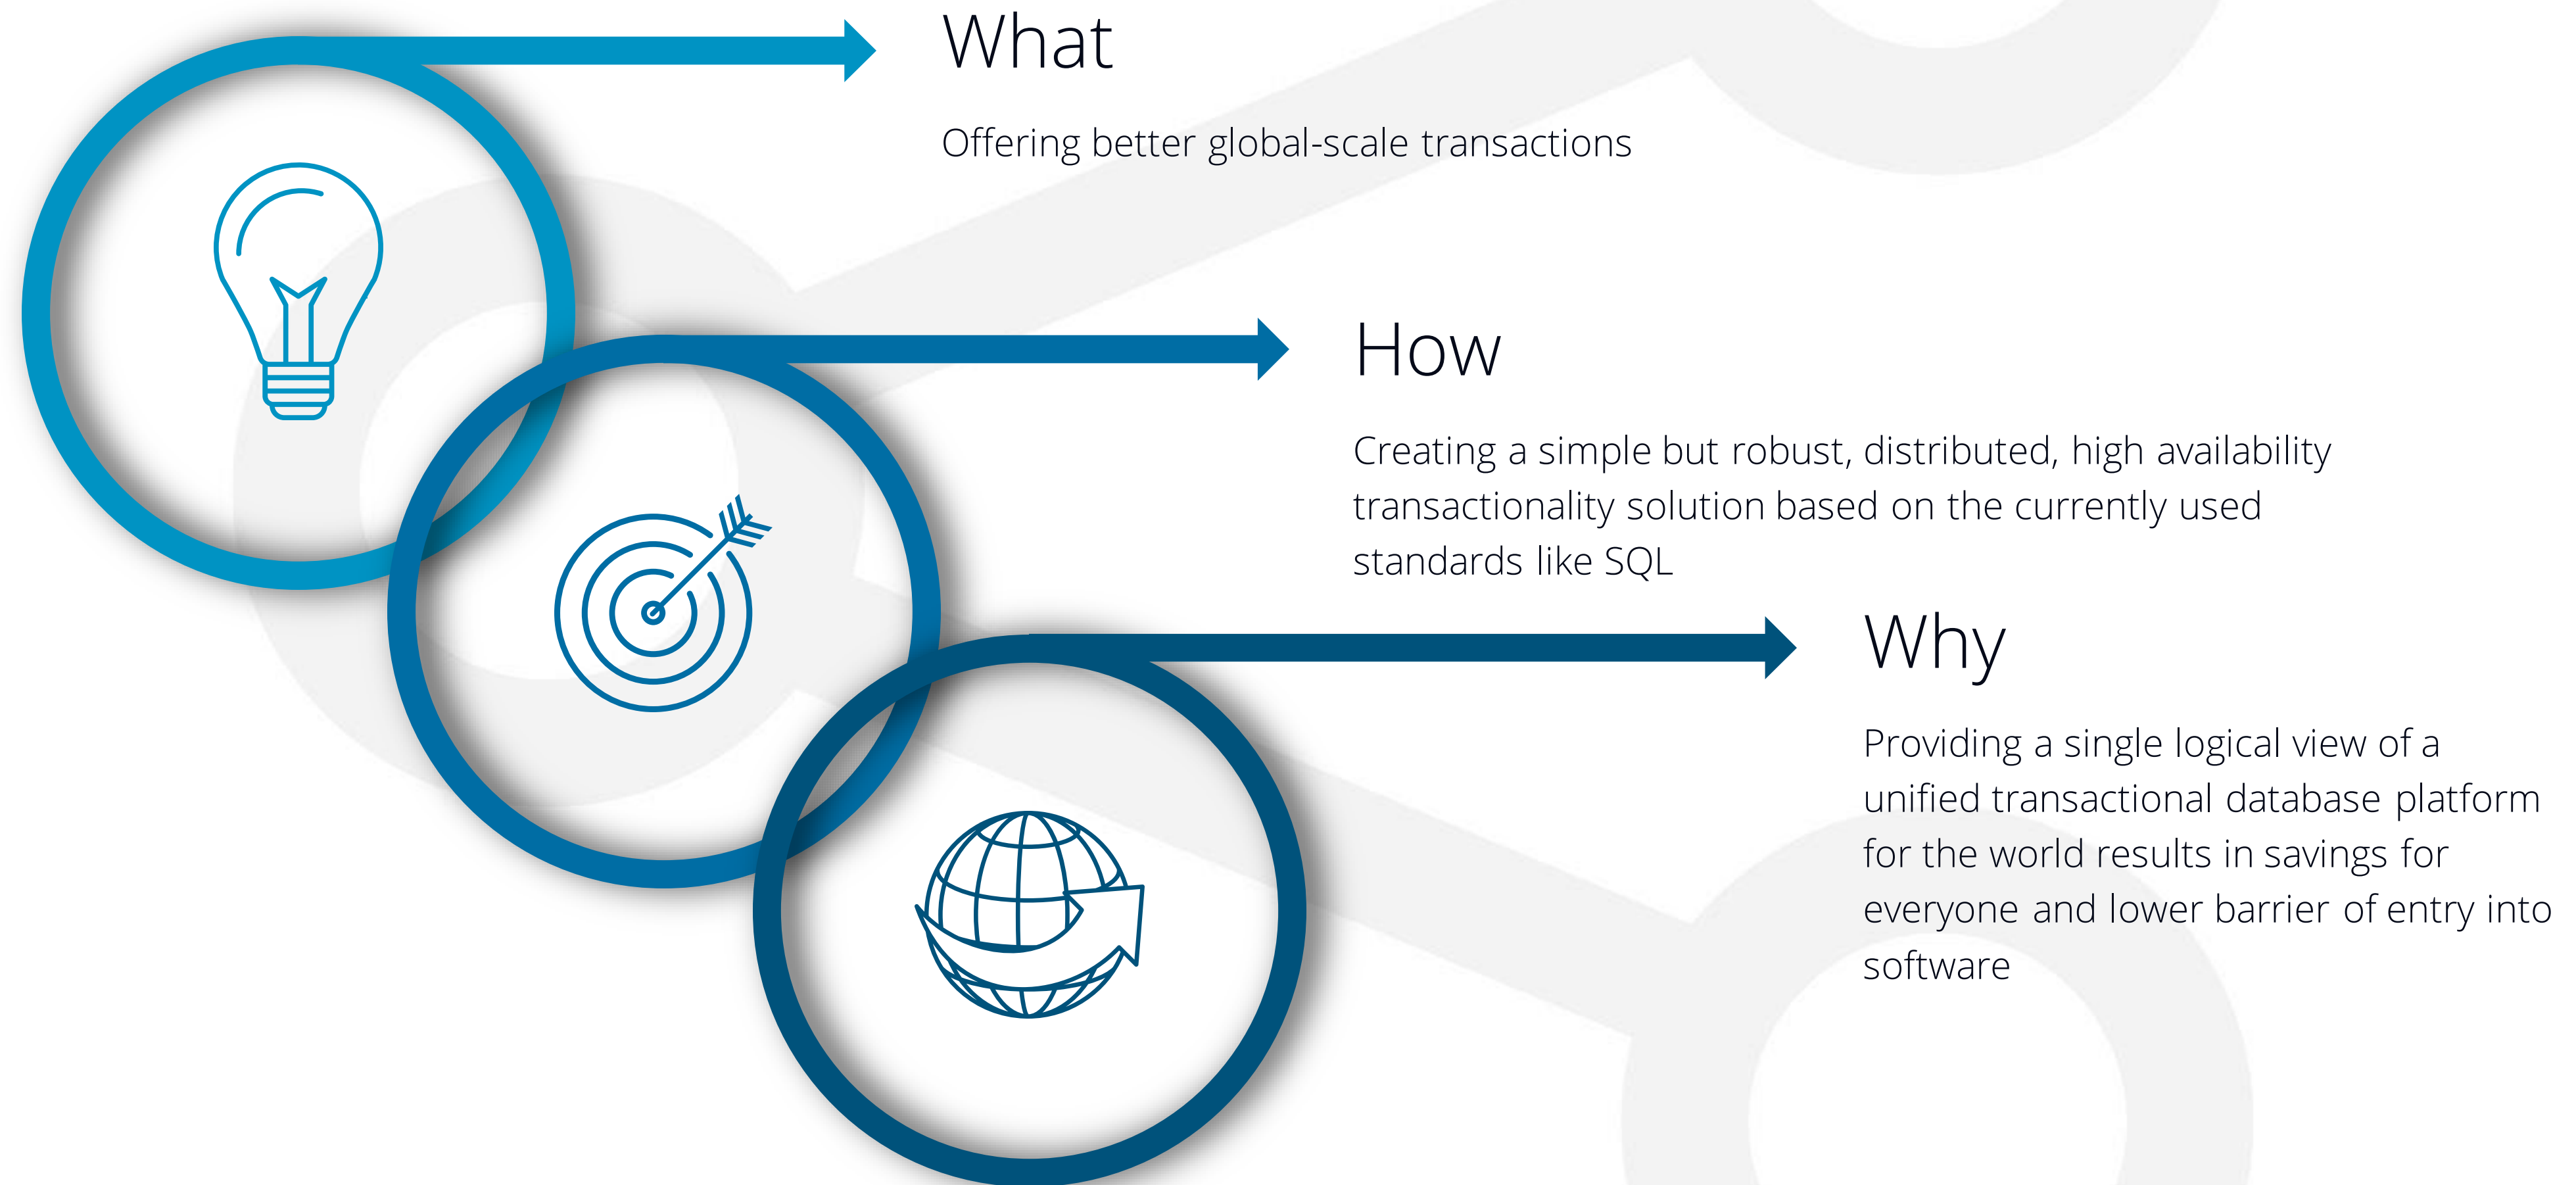 What
Offering better global-scale transactions
How
Creating a simple but robust, distributed, high availability
transactionality solution based on the currently used
standards like SQL
Why
Providing a single logical view of a
unified transactional database platform
for the world results in savings for
everyone and lower barrier of entry into
software